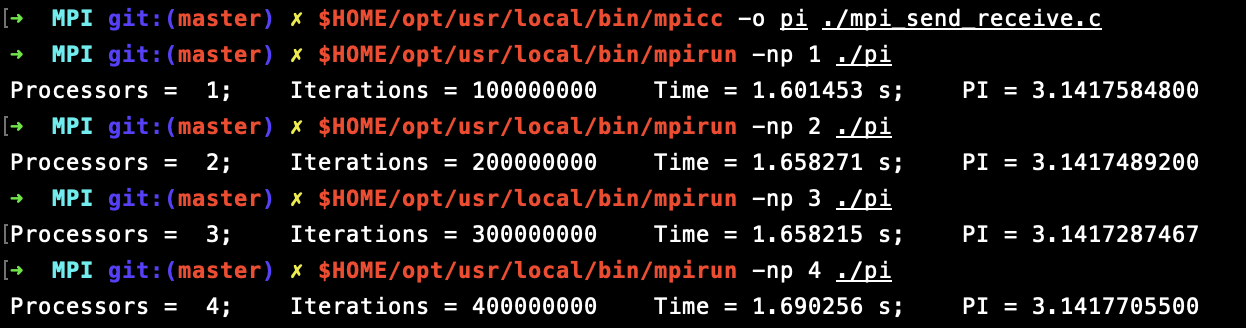 [➜  MPI git:(master) ✗ $HOME/opt/usr/local/bin/mpicc -o pi ./mpi_send_receive.c
➜  MPI git:(master) ✗ $HOME/opt/usr/local/bin/mpirun -np 1 ./pi
Processors =  1;    Iterations = 100000000    Time = 1.601453 s;    PI = 3.1417584800
[➜  MPI git:(master) ✗ $HOME/opt/usr/local/bin/mpirun -np 2 ./pi
Processors =  2;    Iterations = 200000000    Time = 1.658271 s;    PI = 3.1417489200
➜  MPI git:(master) ✗ $HOME/opt/usr/local/bin/mpirun -np 3 ./pi
[Processors =  3;    Iterations = 300000000    Time = 1.658215 s;    PI = 3.1417287467
[➜  MPI git:(master) ✗ $HOME/opt/usr/local/bin/mpirun -np 4 ./pi
Processors =  4;    Iterations = 400000000    Time = 1.690256 s;    PI = 3.1417705500